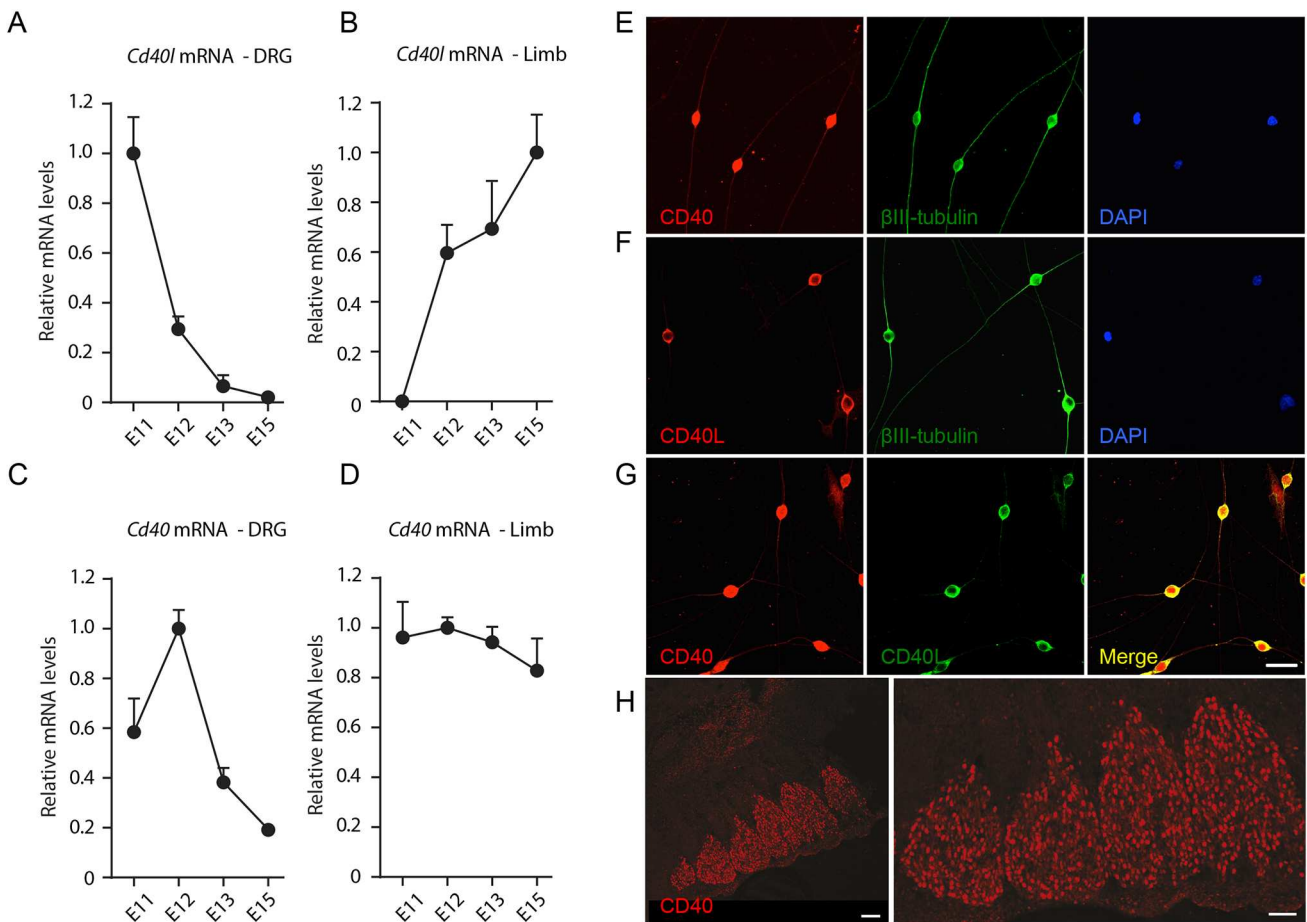 A
Cd40l mRNA - DRG
Relative mRNA levels
1.2
1.0
0.8
0.6
0.4
0.2
0
E11
E12
E13
E15
B
Cd40l mRNA - Limb
Relative mRNA levels
1.2
1.0
0.8
0.6
0.4
0.2
0
E11
E12
E13
E15
C
Cd40 mRNA - DRG
Relative mRNA levels
1.2
1.0
0.8
0.6
0.4
0.2
0
E11
E12
E13
E15
D
Cd40 mRNA - Limb
Relative mRNA levels
1.2
1.0
0.8
0.6
0.4
0.2
0
E11
E12
E13
E15
E
CD40
βIII-tubulin
DAPI
F
CD40L
βIII-tubulin
DAPI
G
CD40
CD40L
Merge
H
CD40